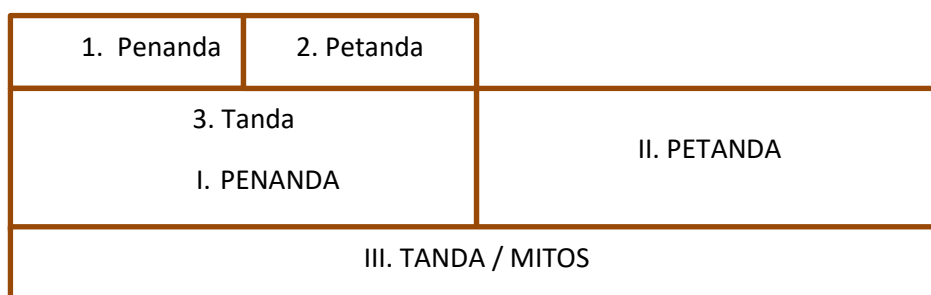 1. Penanda
2. Petanda
3. Tanda
I. PENANDA
II. PETANDA
III. TANDA / MITOS